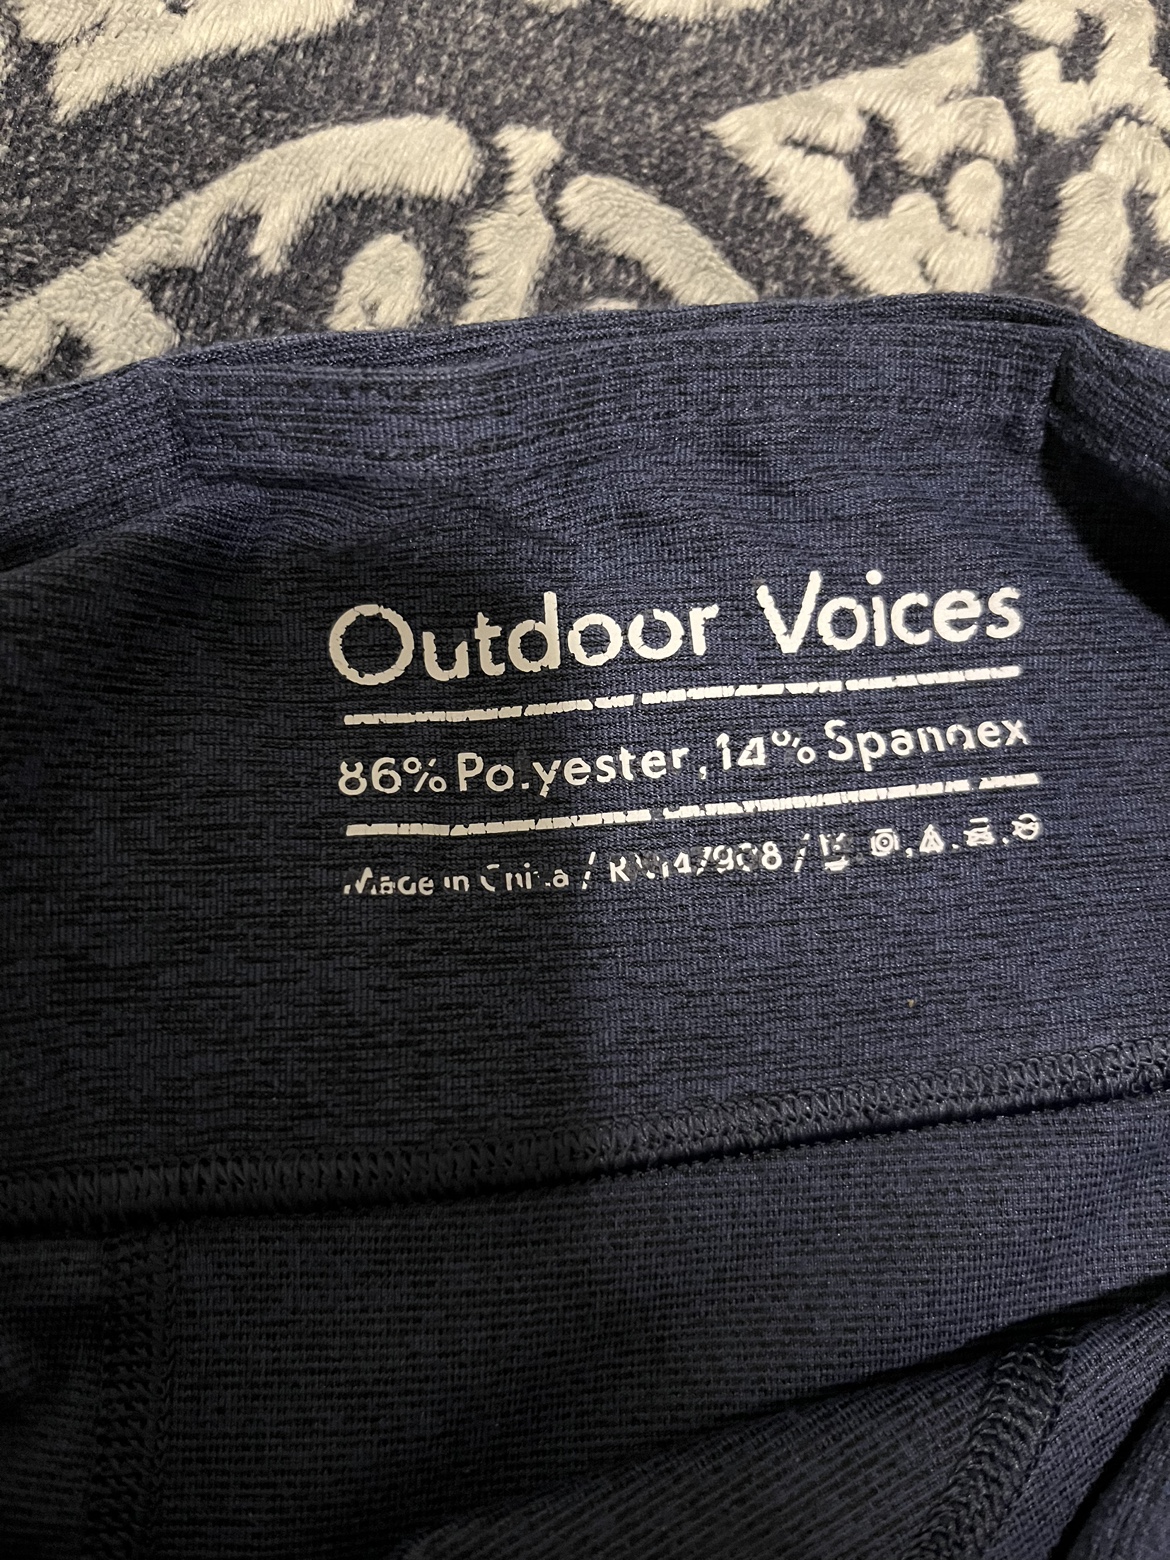 Outdoor Voices
86% Polyester, 14% Spandex
Made in China /